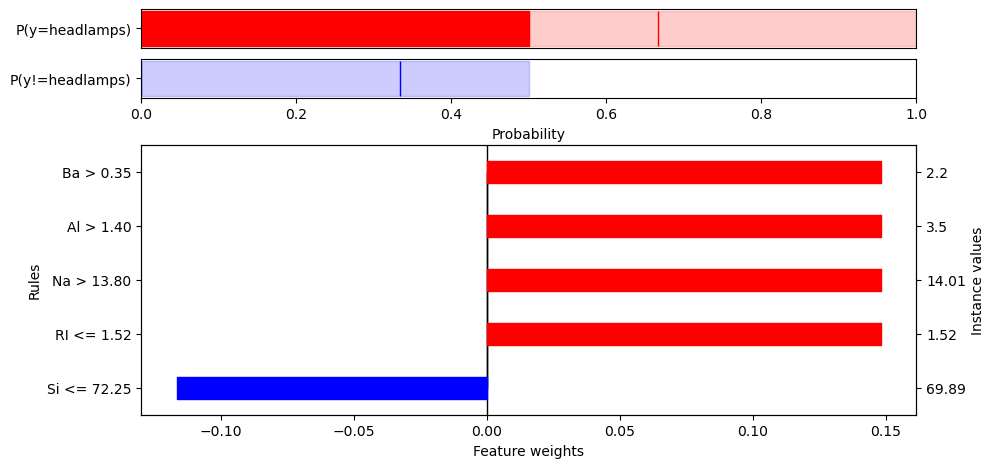 P(y=headlamps)
P(y!=headlamps)
0.0 0.2 0.4 0.6 0.8 1.0
Probability
Ba > 0.35 2.2
Al > 1.40 3.5
Na > 13.80 14.01
RI <= 1.52 1.52
Si <= 72.25 69.89
Rules
Instance values
−0.10 −0.05 0.00 0.05 0.10 0.15
Feature weights